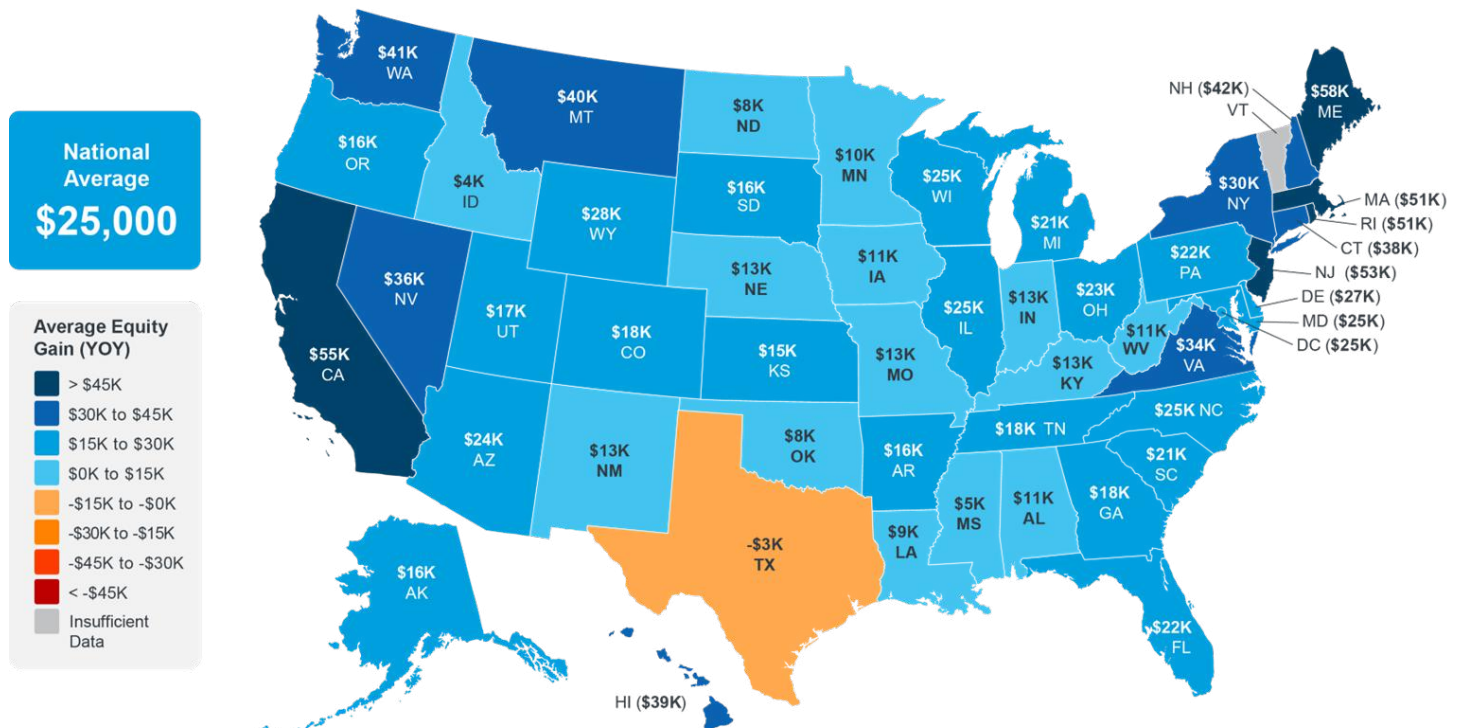 National
Average
$25,000
Average Equity
Gain (YOY)
> $45K
$30K to $45K
$15K to $30K
$0K to $15K
-$15K to -$0K
-$30K to -$15K
-$45K to -$30K
< -$45K
Insufficient
Data
$41K
WA
$16K
OR
$55K
CA
$4K
ID
$36K
NV
$40K
MT
$28K
WY
$17K
UT
$18K
CO
$24K
AZ
$13K
NM
$8K
ND
$16K
SD
$13K
NE
$15K
KS
$8K
OK
-$3K
TX
$10K
MN
$11K
IA
$13K
MO
$16K
AR
$9K
LA
$25K
WI
$25K
IL
$21K
MI
$13K
IN
$23K
OH
$13K
KY
$18K TN
$5K
MS
$11K
AL
$18K
GA
$22K
FL
$21K
SC
$25K NC
$34K
VA
$11K
WV
$22K
PA
$30K
NY
$58K
ME
NH ($42K)
VT
MA ($51K)
RI ($51K)
CT ($38K)
NJ ($53K)
DE ($27K)
MD ($25K)
DC ($25K)
$16K
AK
HI ($39K)